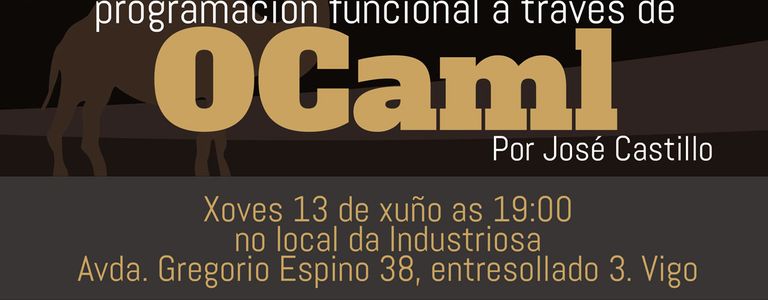 programación funcional a través de
OCaml
Por José Castillo
Xoves 13 de xuño as 19:00
no local da Industriosa
Avda. Gregorio Espino 38, entresollado 3. Vigo